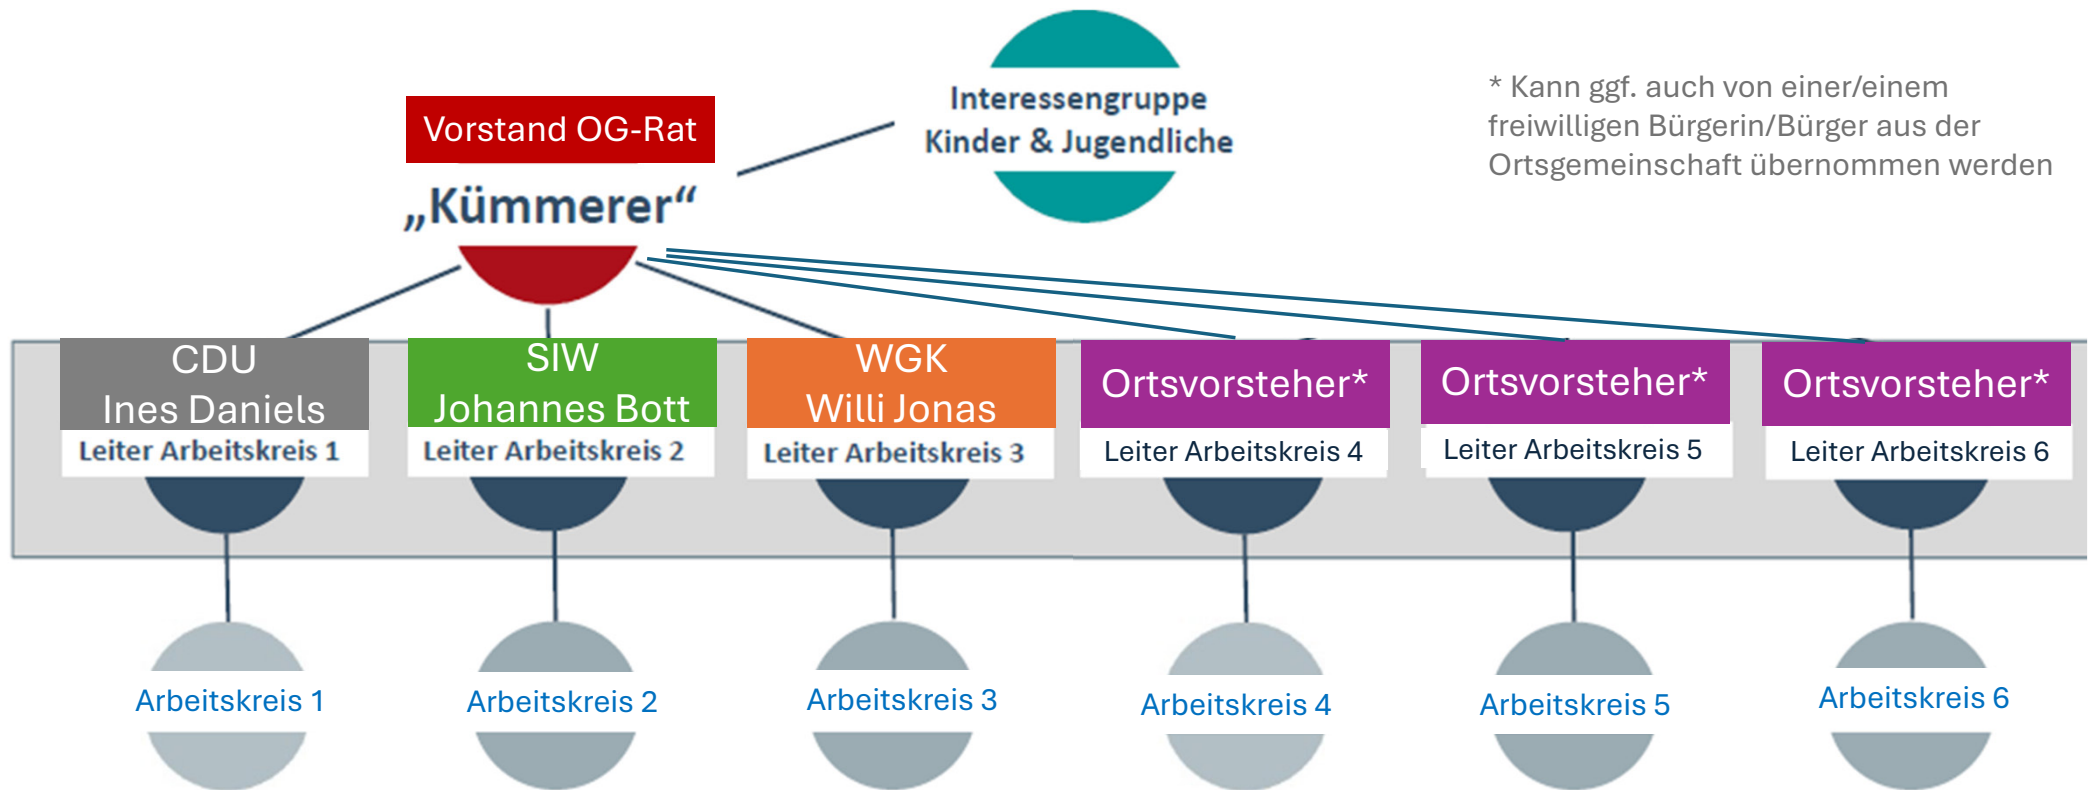 Interessengruppe
Kinder & Jugendliche
* Kann ggf. auch von einer/einem
freiwilligen Bürgerin/Bürger aus der
Ortsgemeinschaft übernommen werden
Vorstand OG-Rat
„Kümmerer“
CDU
Ines Daniels
Leiter Arbeitskreis 1
SIW
Johannes Bott
Leiter Arbeitskreis 2
WGK
Willi Jonas
Leiter Arbeitskreis 3
Ortsvorsteher*
Leiter Arbeitskreis 4
Ortsvorsteher*
Leiter Arbeitskreis 5
Ortsvorsteher*
Leiter Arbeitskreis 6
Arbeitskreis 1
Arbeitskreis 2
Arbeitskreis 3
Arbeitskreis 4
Arbeitskreis 5
Arbeitskreis 6